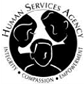 HUMAN SERVICES AGENCY
INTEGRITY • COMPASSION • EMPOWERMENT